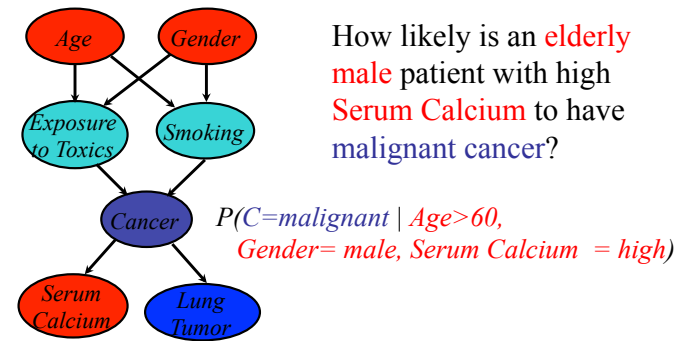 Age
Gender
Exposure
to Toxics
Smoking
Cancer
Serum
Calcium
Lung
Tumor
How likely is an elderly
male patient with high
Serum Calcium to have
malignant cancer?
P(C=malignant | Age>60,
Gender= male, Serum Calcium = high)